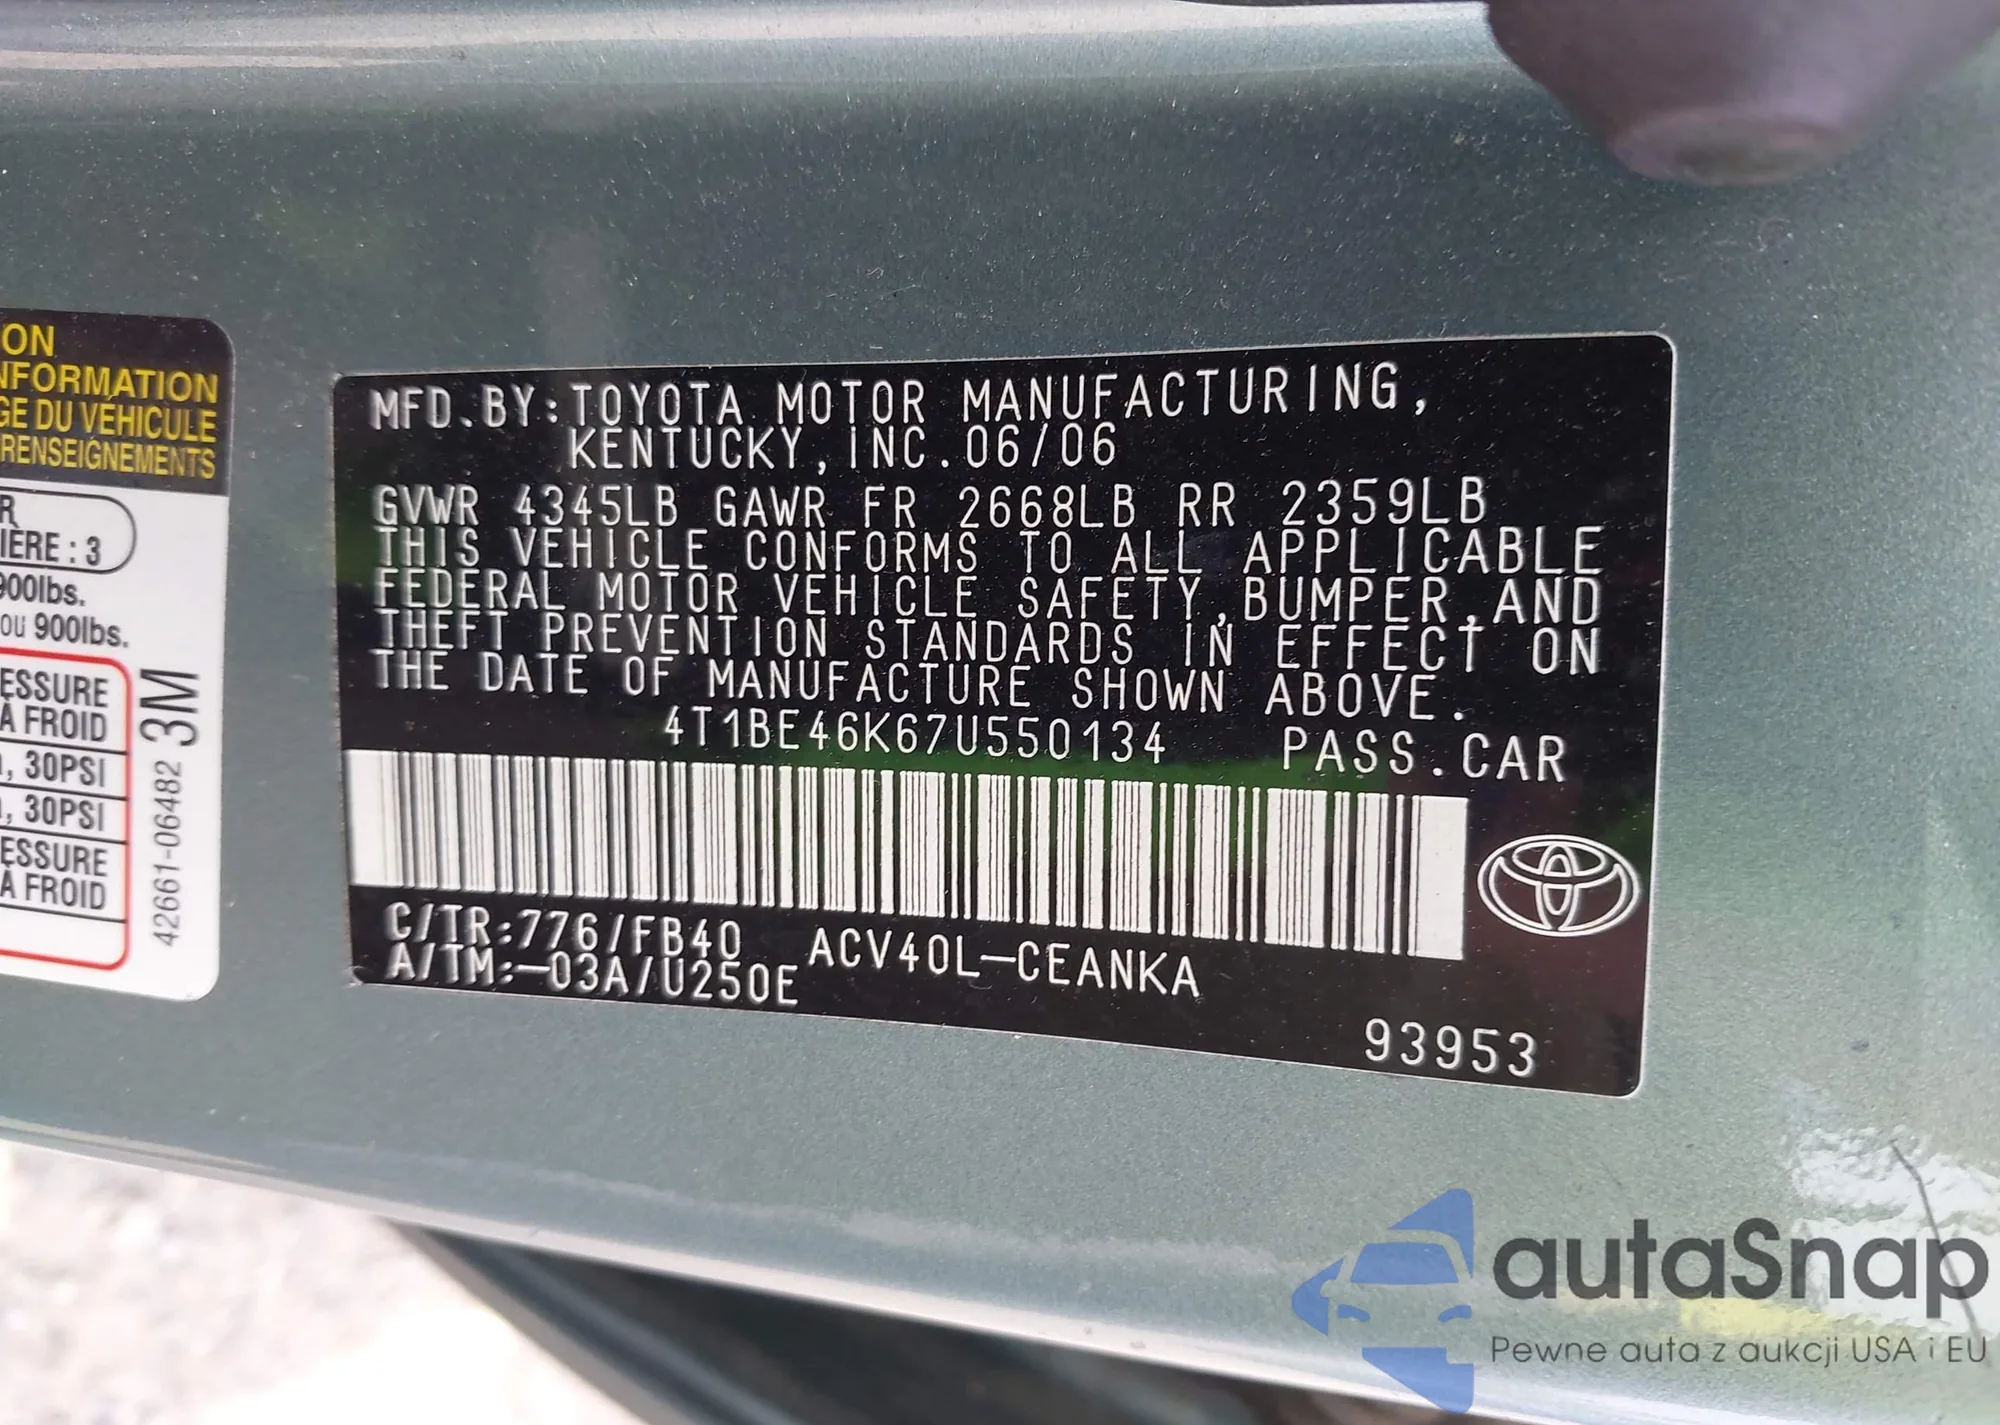 ON
NFORMATION
GE DU VÉHICULE
RENSEIGNEMENTS
R
IÈRE : 3
900lbs.
ou 900lbs.
ESSURE
À FROID
, 30PSI
, 30PSI
ESSURE
À FROID
42661-06482 3M
MFD.BY:TOYOTA MOTOR MANUFACTURING,
KENTUCKY,INC.06/06
GVWR 4345LB GAWR FR 2668LB RR 2359LB
THIS VEHICLE CONFORMS TO ALL APPLICABLE
FEDERAL MOTOR VEHICLE SAFETY,BUMPER,AND
THEFT PREVENTION STANDARDS IN EFFECT ON
THE DATE OF MANUFACTURE SHOWN ABOVE.
4T1BE46K67U550134 PASS.CAR
C/TR:776/FB40 ACV40L-CEANKA
A/TM:-03A/U250E
93953
autaSnap
Pewne auta z aukcji USA i EU